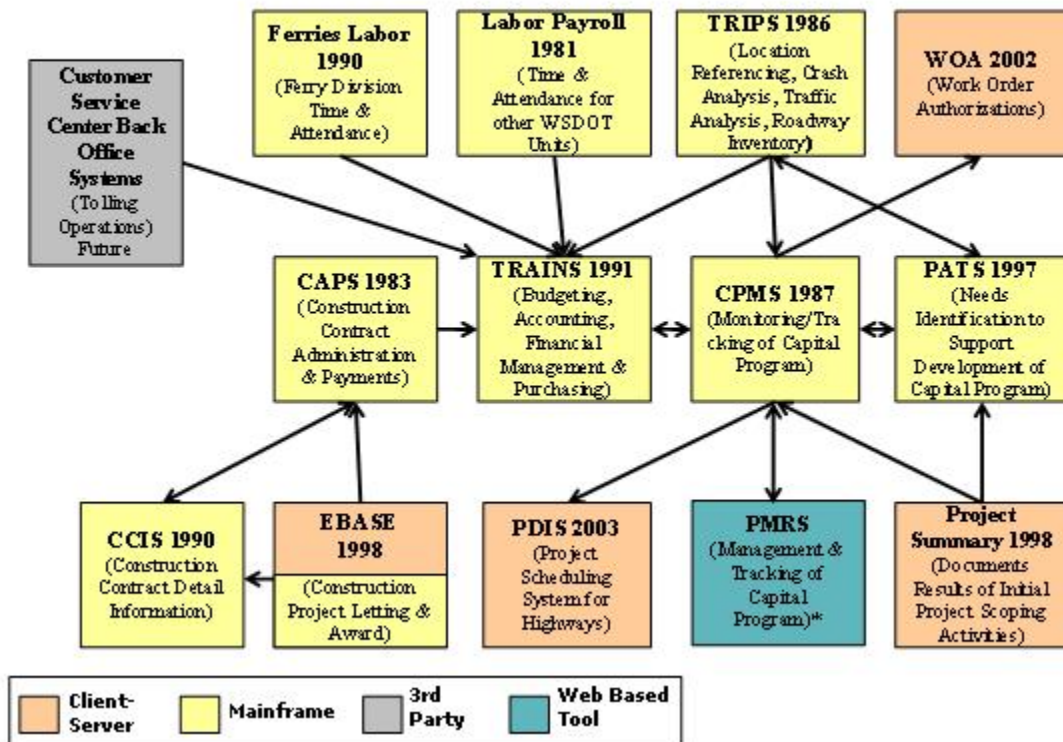 Customer
Service
Center Back
Office
Systems
(Tolling
Operations)
Future
Ferries Labor
1990
(Ferry Division
Time &
Attendance)
Labor Payroll
1981
(Time &
Attendance for
other WSDOT
Units)
TRIPS 1986
(Location
Referencing, Crash
Analysis, Traffic
Analysis, Roadway
Inventory)
WOA 2002
(Work Order
Authorizations)
CAPS 1983
(Construction
Contract
Administration
& Payments)
TRAINS 1991
(Budgeting,
Accounting,
Financial
Management &
Purchasing)
CPMS 1987
(Monitoring/Tra
cking of Capital
Program)
PATS 1997
(Needs
Identification to
Support
Development of
Capital Program)
CCIS 1990
(Construction
Contract Detail
Information)
EBASE
1998
(Construction
Project Letting &
Award)
PDIS 2003
(Project
Scheduling
System for
Highways)
PMRS
(Management &
Tracking of
Capital
Program)*
Project
Summary 1998
(Documents
Results of Initial
Project Scoping
Activities)
Client-
Server
Mainframe
3rd
Party
Web Based
Tool